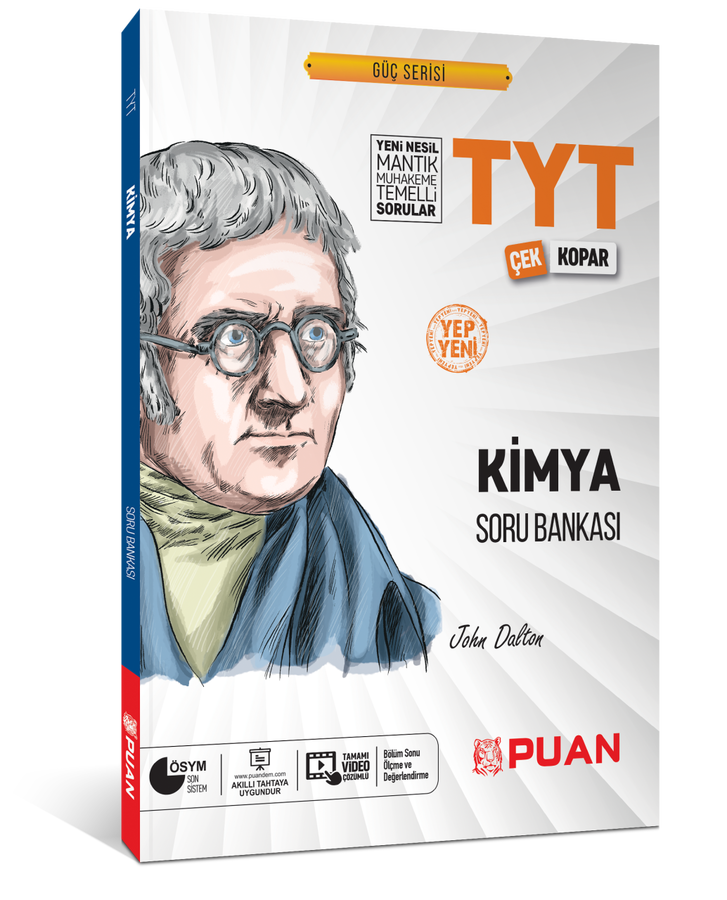 GÜÇ SERİSİ
YENİ NESİL
MANTIK
MUHAKEME
TEMELLİ
SORULAR
TYT
ÇEK KOPAR
YEP
YENİ
KİMYA
SORU BANKASI
John Dalton
PUAN
ÖSYM
SON
SİSTEM
www.puandem.com
AKILLI TAHTAYA
UYGUNDUR
TAMAMI
VIDEO
ÇÖZÜMLÜ
Bölüm Sonu
Ölçme ve
Değerlendirme
TYT
KİMYA
SORU BANKASI
PUAN